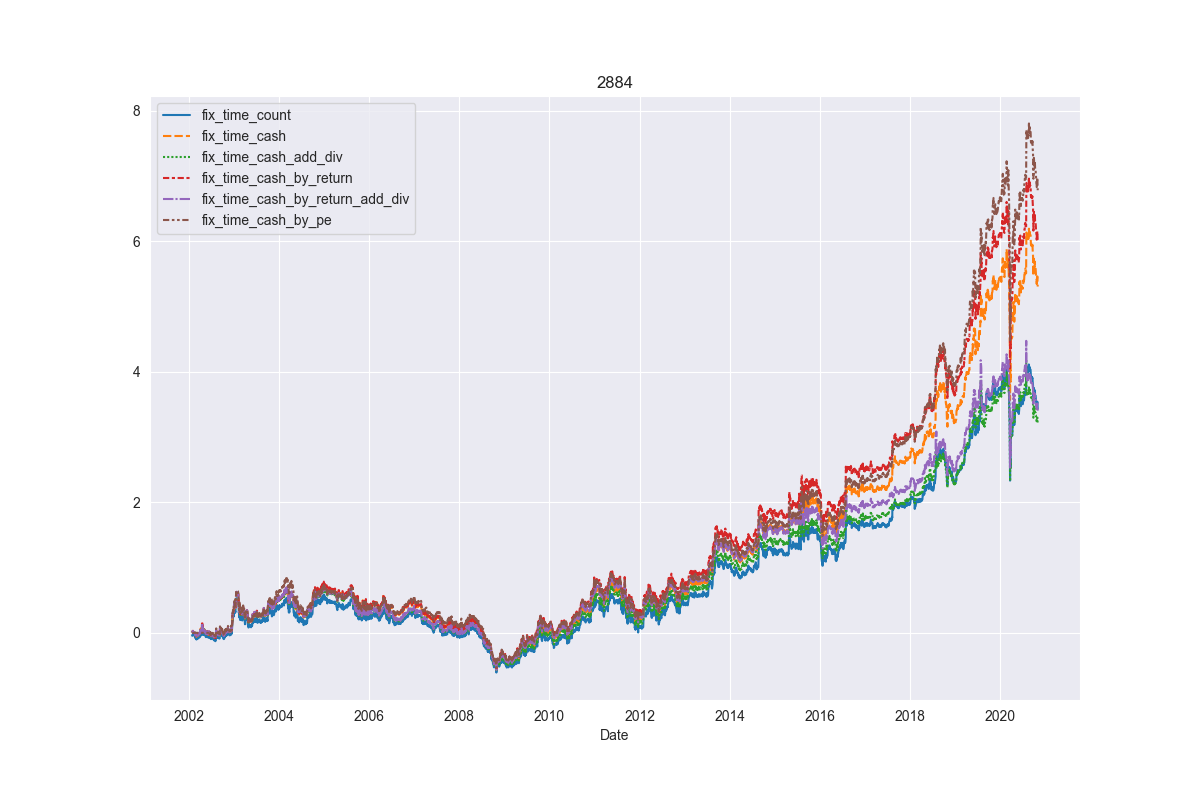 2884
8
fix_time_count
fix_time_cash
fix_time_cash_add_div
fix_time_cash_by_return
fix_time_cash_by_return_add_div
fix_time_cash_by_pe
6
4
2
0
2002 2004 2006 2008 2010 2012 2014 2016 2018 2020
Date